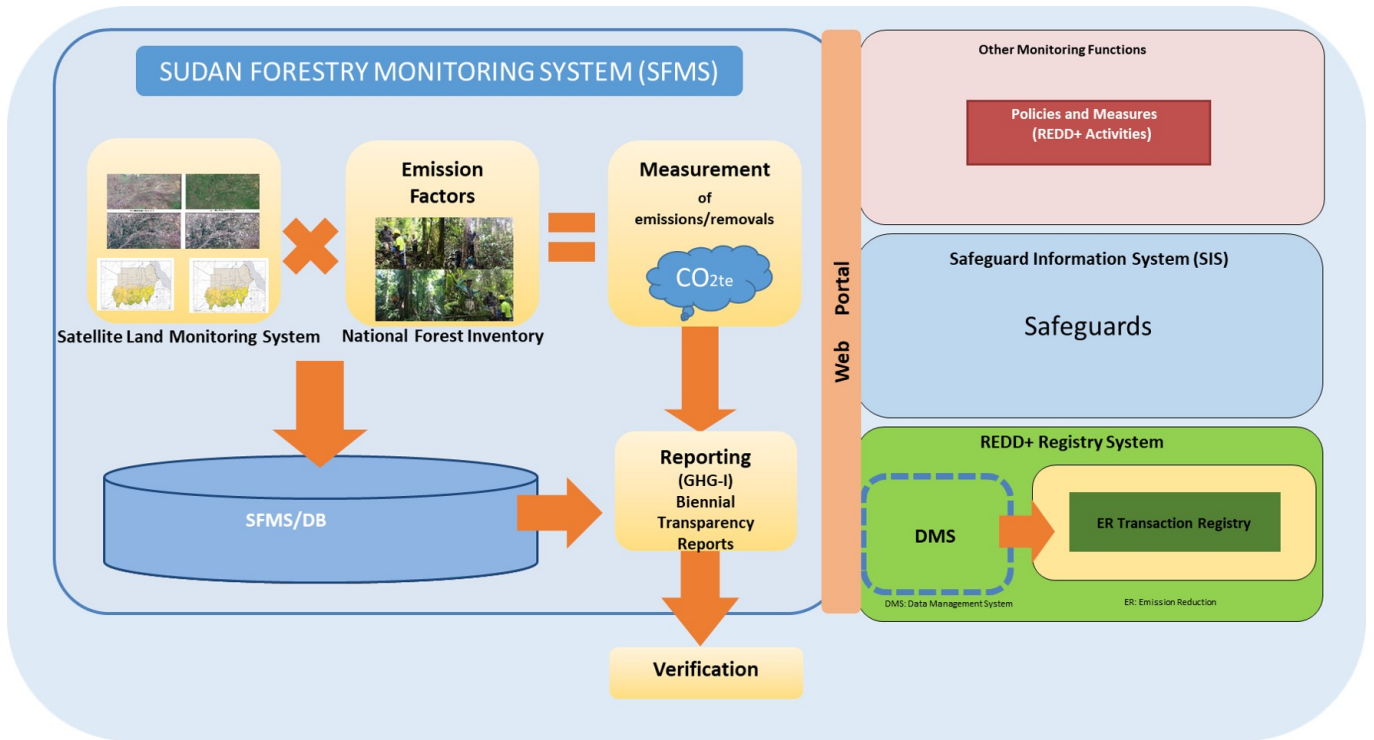 SUDAN FORESTRY MONITORING SYSTEM (SFMS)
Satellite Land Monitoring System
Emission
Factors
National Forest Inventory
Measurement
of
emissions/removals
CO2te
SFMS/DB
Reporting
(GHG-I)
Biennial
Transparency
Reports
Verification
Web Portal
Other Monitoring Functions
Policies and Measures
(REDD+ Activities)
Safeguard Information System (SIS)
Safeguards
REDD+ Registry System
DMS
ER Transaction Registry
DMS: Data Management System
ER: Emission Reduction